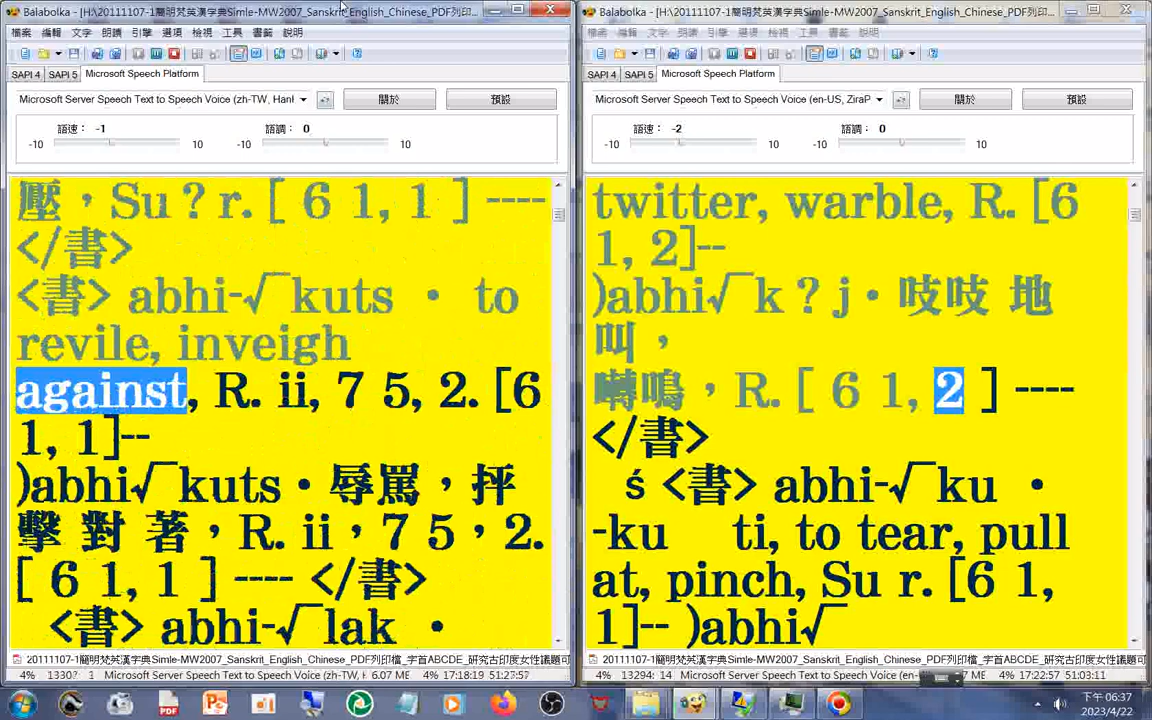 Balabolka - [H:\20111107-1簡明梵英漢字典Simle-MW2007_Sanskrit_English_Chinese_PDF列印...
檔案 編輯 文字 朗讀 引擎 選項 檢視 工具 書籤 說明
SAPI 4 SAPI 5 Microsoft Speech Platform
Microsoft Server Speech Text to Speech Voice (zh-TW, Han
關於 預設
語速： -1 語調： 0
-10 10 -10 10
壓，Su ? r. [ 6 1, 1 ] ----
</書>
<書> abhi-√kuts • to
revile, inveigh
against, R. ii, 7 5, 2. [6
1, 1]--
)abhi√kuts•辱罵，抨
擊 對 著，R. ii，7 5，2.
[ 6 1, 1 ] ---- </書>
<書> abhi-√lak •
20111107-1簡明梵英漢字典Simle-MW2007_Sanskrit_English_Chinese_PDF列印檔_字首ABCDE_研究古印度女性議題可
4% 1330? 1 Microsoft Server Speech Text to Speech Voice (zh-TW, 6.07 ME 4% 17:18:19 51:23:57
Balabolka - [H:\20111107-1簡明梵英漢字典Simle-MW2007_Sanskrit_English_Chinese_PDF列印...
檔案 編輯 文字 朗讀 引擎 選項 檢視 工具 書籤 說明
SAPI 4 SAPI 5 Microsoft Speech Platform
Microsoft Server Speech Text to Speech Voice (en-US, ZiraP
關於 預設
語速： -2 語調： 0
-10 10 -10 10
twitter, warble, R. [6
1, 2]--
)abhi√k ? j•吱吱 地
叫，
囀鳴，R. [ 6 1, 2 ] ----
</書>
ś <書> abhi-√ku •
-ku ti, to tear, pull
at, pinch, Su r. [6 1,
1]-- )abhi√
20111107-1簡明梵英漢字典Simle-MW2007_Sanskrit_English_Chinese_PDF列印檔_字首ABCDE_研究古印度女性議題可
4% 13294: 14 Microsoft Server Speech Text to Speech Voice 4% 17:22:57 51:03:11
下午 06:37
2023/4/22